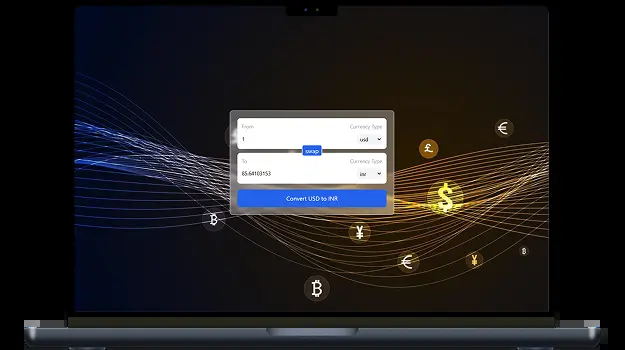 From
Currency Type
1
usd
swap
To
Currency Type
85.64103153
inr
Convert USD to INR